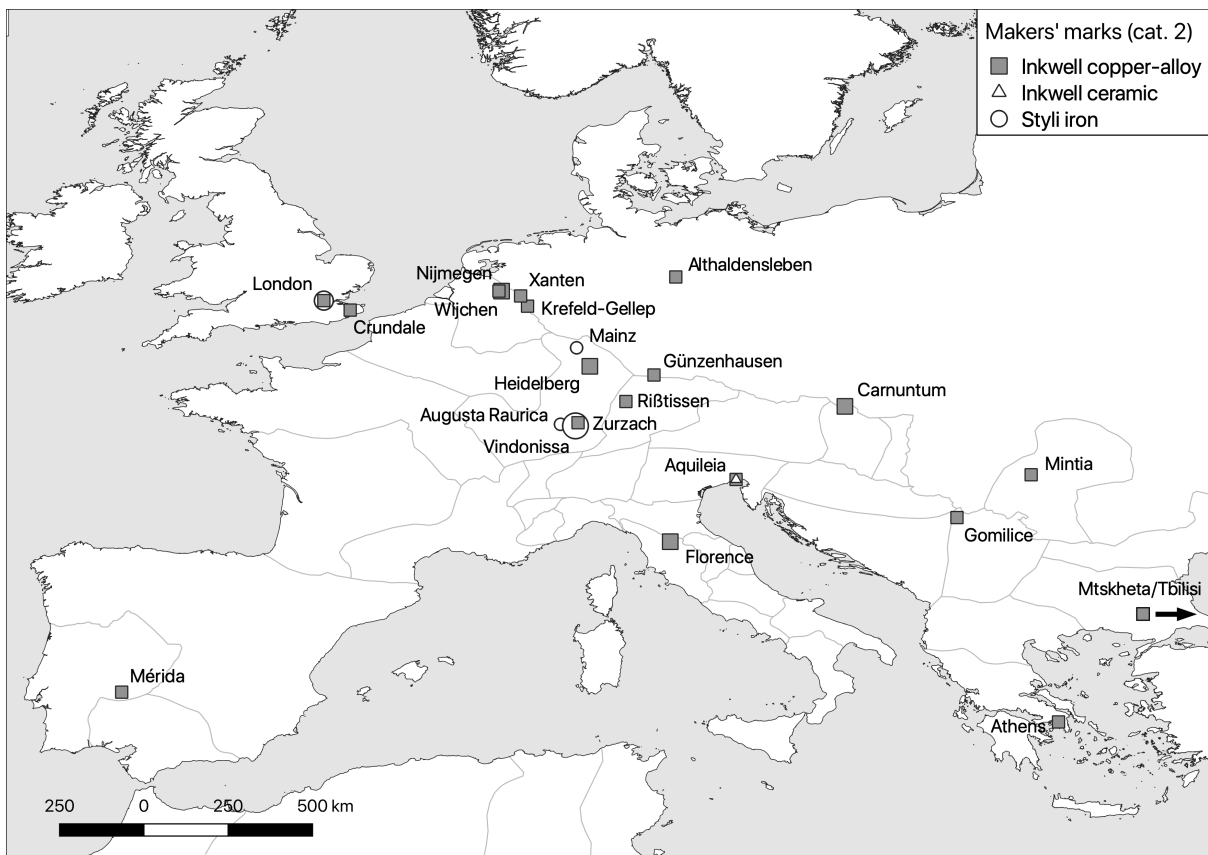 Makers' marks (cat. 2)
Inkwell copper-alloy
Inkwell ceramic
Styli iron
Althaldensleben
Nijmegen
Xanten
London
Wijchen
Krefeld-Gellep
Crundale
Mainz
Günzenhausen
Heidelberg
Carnuntum
Rißtissen
Augusta Raurica
Zurzach
Vindonissa
Aquileia
Mintia
Gomilice
Florence
Mtskheta/Tbilisi
Mérida
Athens
250 0 250 500 km